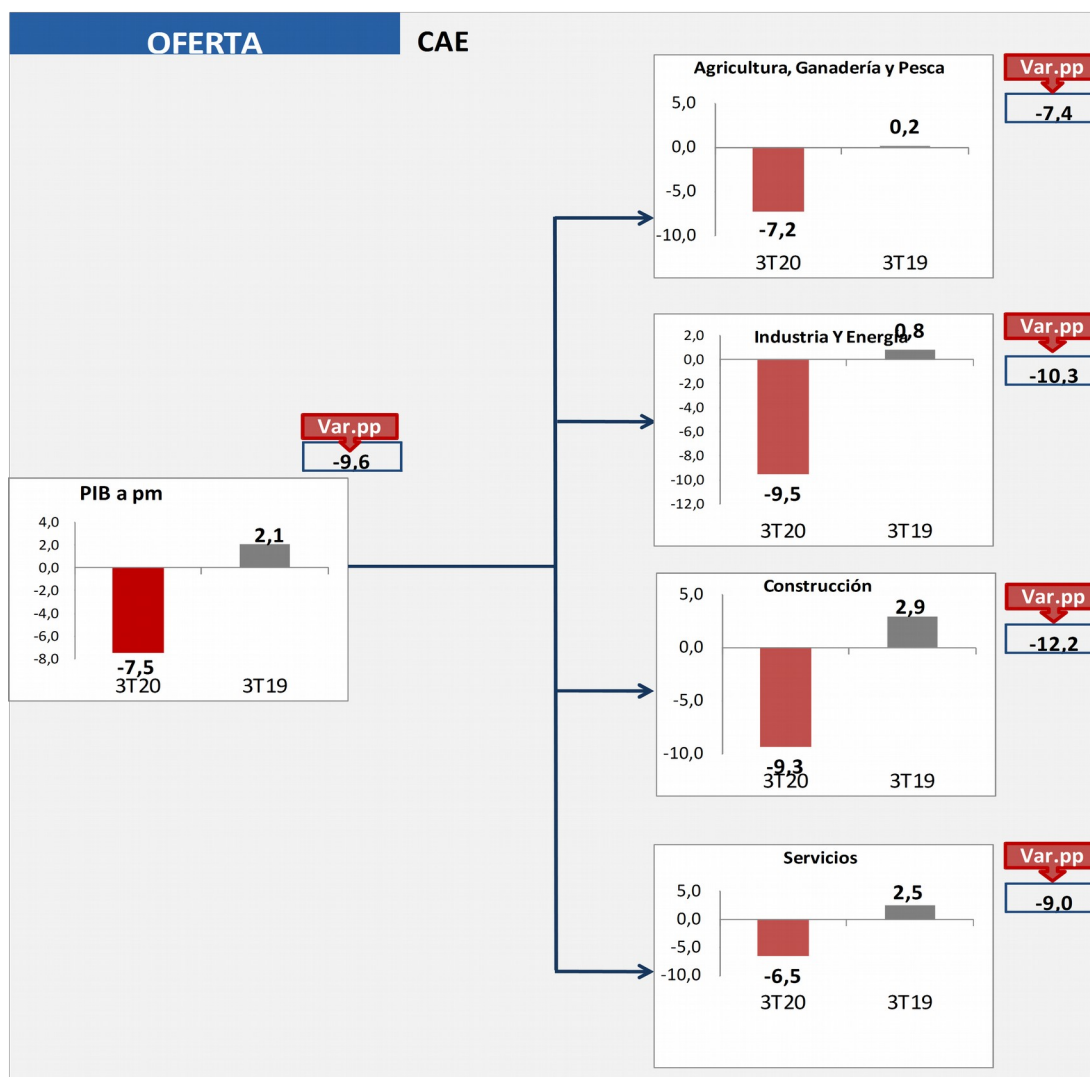 OFERTA
CAE
Var.pp
-9,6
PIB a pm
4,0
2,0
0,0
-2,0
-4,0
-6,0
-8,0
2,1
-7,5
3T20
3T19
Agricultura, Ganadería y Pesca
5,0
0,0
-5,0
-10,0
0,2
-7,2
3T20
3T19
Var.pp
-7,4
Industria Y Energía
2,0
0,0
-2,0
-4,0
-6,0
-8,0
-10,0
-12,0
0,8
-9,5
3T20
3T19
Var.pp
-10,3
Construcción
5,0
0,0
-5,0
-10,0
2,9
-9,3
3T20
3T19
Var.pp
-12,2
Servicios
5,0
0,0
-5,0
-10,0
2,5
-6,5
3T20
3T19
Var.pp
-9,0